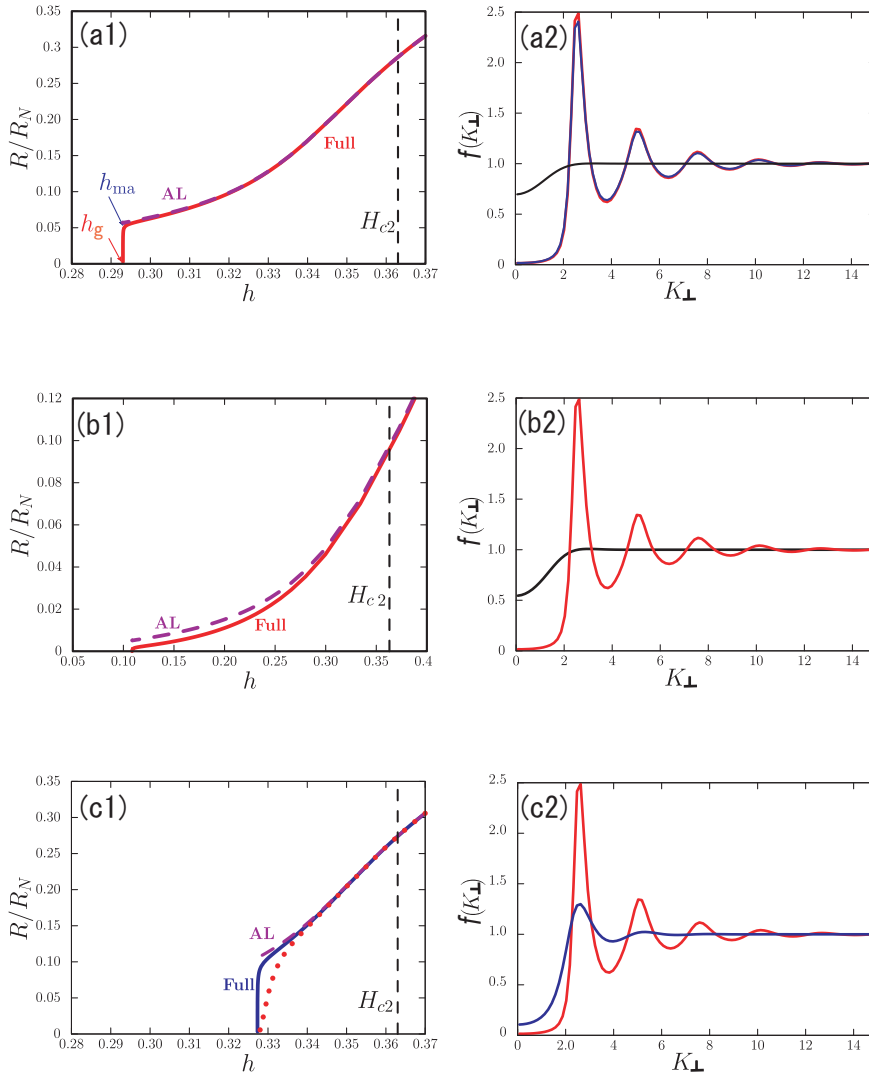 (a1)
R/R_N
0.3
0.25
0.20
0.15
0.10
0.05
0
h_ma
h_g
AL
Full
H_c2
0.28 0.29 0.30 0.31 0.32 0.33 0.34 0.35 0.36 0.37
h
(a2)
f(K⊥)
2.5
2.0
1.5
1.0
0.5
0
0 2 4 6 8 10 12 14
K⊥
(b1)
R/R_N
0.12
0.10
0.08
0.06
0.04
0.02
0
AL
Full
H_c 2
0.05 0.10 0.15 0.20 0.25 0.30 0.35 0.4
h
(b2)
f(K⊥)
2.5
2.0
1.5
1.0
0.5
0
0 2 4 6 8 10 12 14
K⊥
(c1)
R/R_N
0.35
0.30
0.25
0.20
0.15
0.10
0.05
0
AL
Full
H_c2
0.28 0.29 0.30 0.31 0.32 0.33 0.34 0.35 0.36 0.37
h
(c2)
f(K⊥)
2.5
2.0
1.5
1.0
0.5
0
0 2.0 4 6 8 10 12 14
K⊥